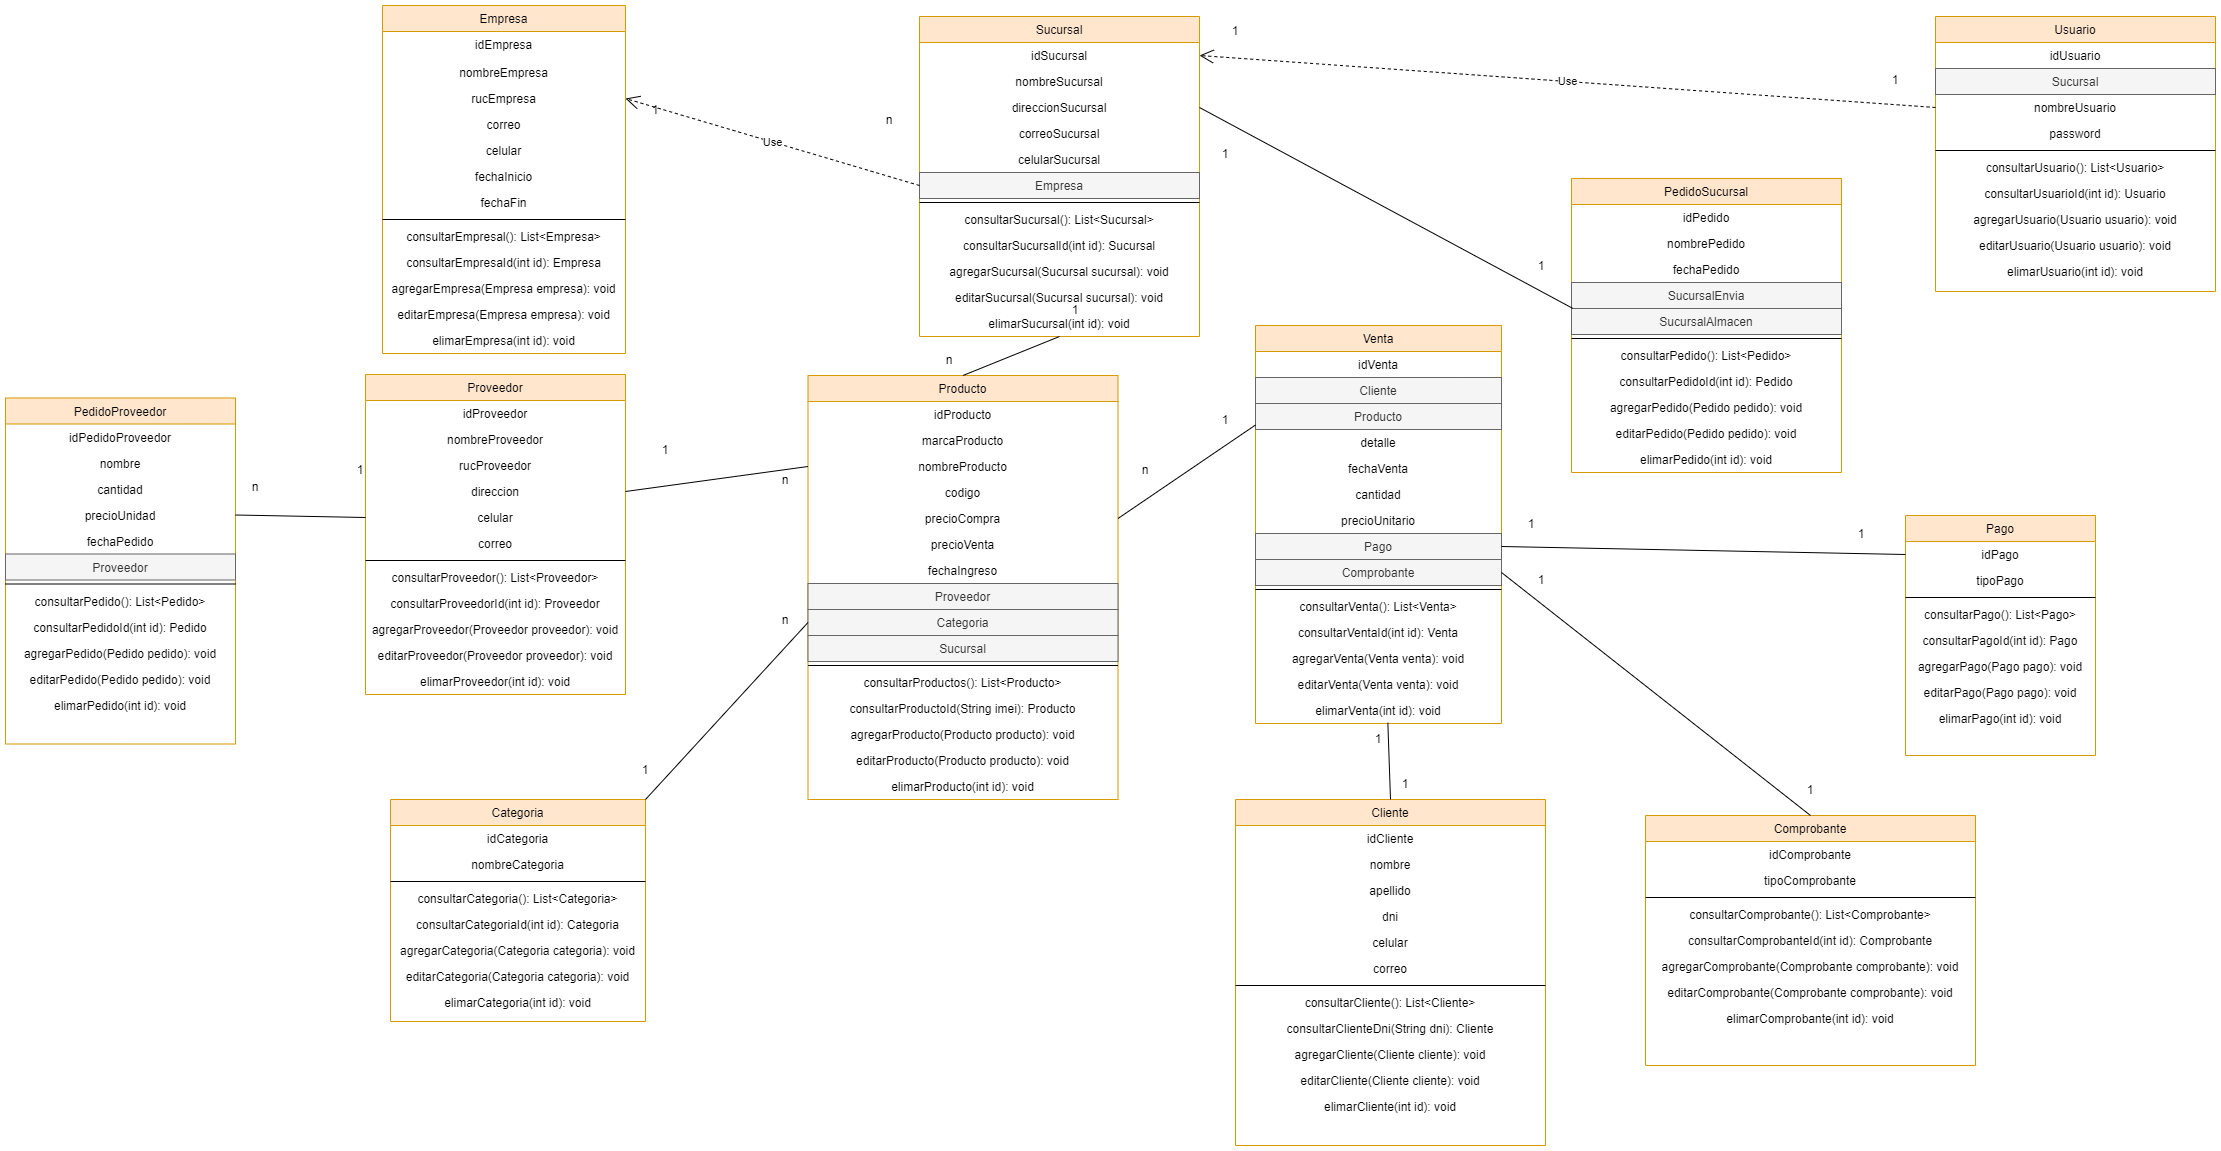 Empresa
idEmpresa
nombreEmpresa
rucEmpresa
correo
celular
fechaInicio
fechaFin
consultarEmpresal(): List<Empresa>
consultarEmpresaId(int id): Empresa
agregarEmpresa(Empresa empresa): void
editarEmpresa(Empresa empresa): void
elimarEmpresa(int id): void
1
Use
n
Sucursal
idSucursal
nombreSucursal
direccionSucursal
correoSucursal
celularSucursal
Empresa
consultarSucursal(): List<Sucursal>
consultarSucursalId(int id): Sucursal
agregarSucursal(Sucursal sucursal): void
editarSucursal(Sucursal sucursal): void
1
elimarSucursal(int id): void
1
Use
1
1
1
Usuario
idUsuario
Sucursal
nombreUsuario
password
consultarUsuario(): List<Usuario>
consultarUsuarioId(int id): Usuario
agregarUsuario(Usuario usuario): void
editarUsuario(Usuario usuario): void
elimarUsuario(int id): void
PedidoSucursal
idPedido
nombrePedido
fechaPedido
SucursalEnvia
SucursalAlmacen
consultarPedido(): List<Pedido>
consultarPedidoId(int id): Pedido
agregarPedido(Pedido pedido): void
editarPedido(Pedido pedido): void
elimarPedido(int id): void
PedidoProveedor
idPedidoProveedor
nombre
cantidad
precioUnidad
fechaPedido
Proveedor
consultarPedido(): List<Pedido>
consultarPedidoId(int id): Pedido
agregarPedido(Pedido pedido): void
editarPedido(Pedido pedido): void
elimarPedido(int id): void
n
1
Proveedor
idProveedor
nombreProveedor
rucProveedor
direccion
celular
correo
consultarProveedor(): List<Proveedor>
consultarProveedorId(int id): Proveedor
agregarProveedor(Proveedor proveedor): void
editarProveedor(Proveedor proveedor): void
elimarProveedor(int id): void
1
n
n
n
1
Producto
idProducto
marcaProducto
nombreProducto
codigo
precioCompra
precioVenta
fechaIngreso
Proveedor
Categoria
Sucursal
consultarProductos(): List<Producto>
consultarProductoId(String imei): Producto
agregarProducto(Producto producto): void
editarProducto(Producto producto): void
elimarProducto(int id): void
n
1
Venta
idVenta
Cliente
Producto
detalle
fechaVenta
cantidad
precioUnitario
Pago
Comprobante
consultarVenta(): List<Venta>
consultarVentaId(int id): Venta
agregarVenta(Venta venta): void
editarVenta(Venta venta): void
elimarVenta(int id): void
1
1
1
1
1
1
Pago
idPago
tipoPago
consultarPago(): List<Pago>
consultarPagoId(int id): Pago
agregarPago(Pago pago): void
editarPago(Pago pago): void
elimarPago(int id): void
Categoria
idCategoria
nombreCategoria
consultarCategoria(): List<Categoria>
consultarCategoriaId(int id): Categoria
agregarCategoria(Categoria categoria): void
editarCategoria(Categoria categoria): void
elimarCategoria(int id): void
Cliente
idCliente
nombre
apellido
dni
celular
correo
consultarCliente(): List<Cliente>
consultarClienteDni(String dni): Cliente
agregarCliente(Cliente cliente): void
editarCliente(Cliente cliente): void
elimarCliente(int id): void
Comprobante
idComprobante
tipoComprobante
consultarComprobante(): List<Comprobante>
consultarComprobanteId(int id): Comprobante
agregarComprobante(Comprobante comprobante): void
editarComprobante(Comprobante comprobante): void
elimarComprobante(int id): void